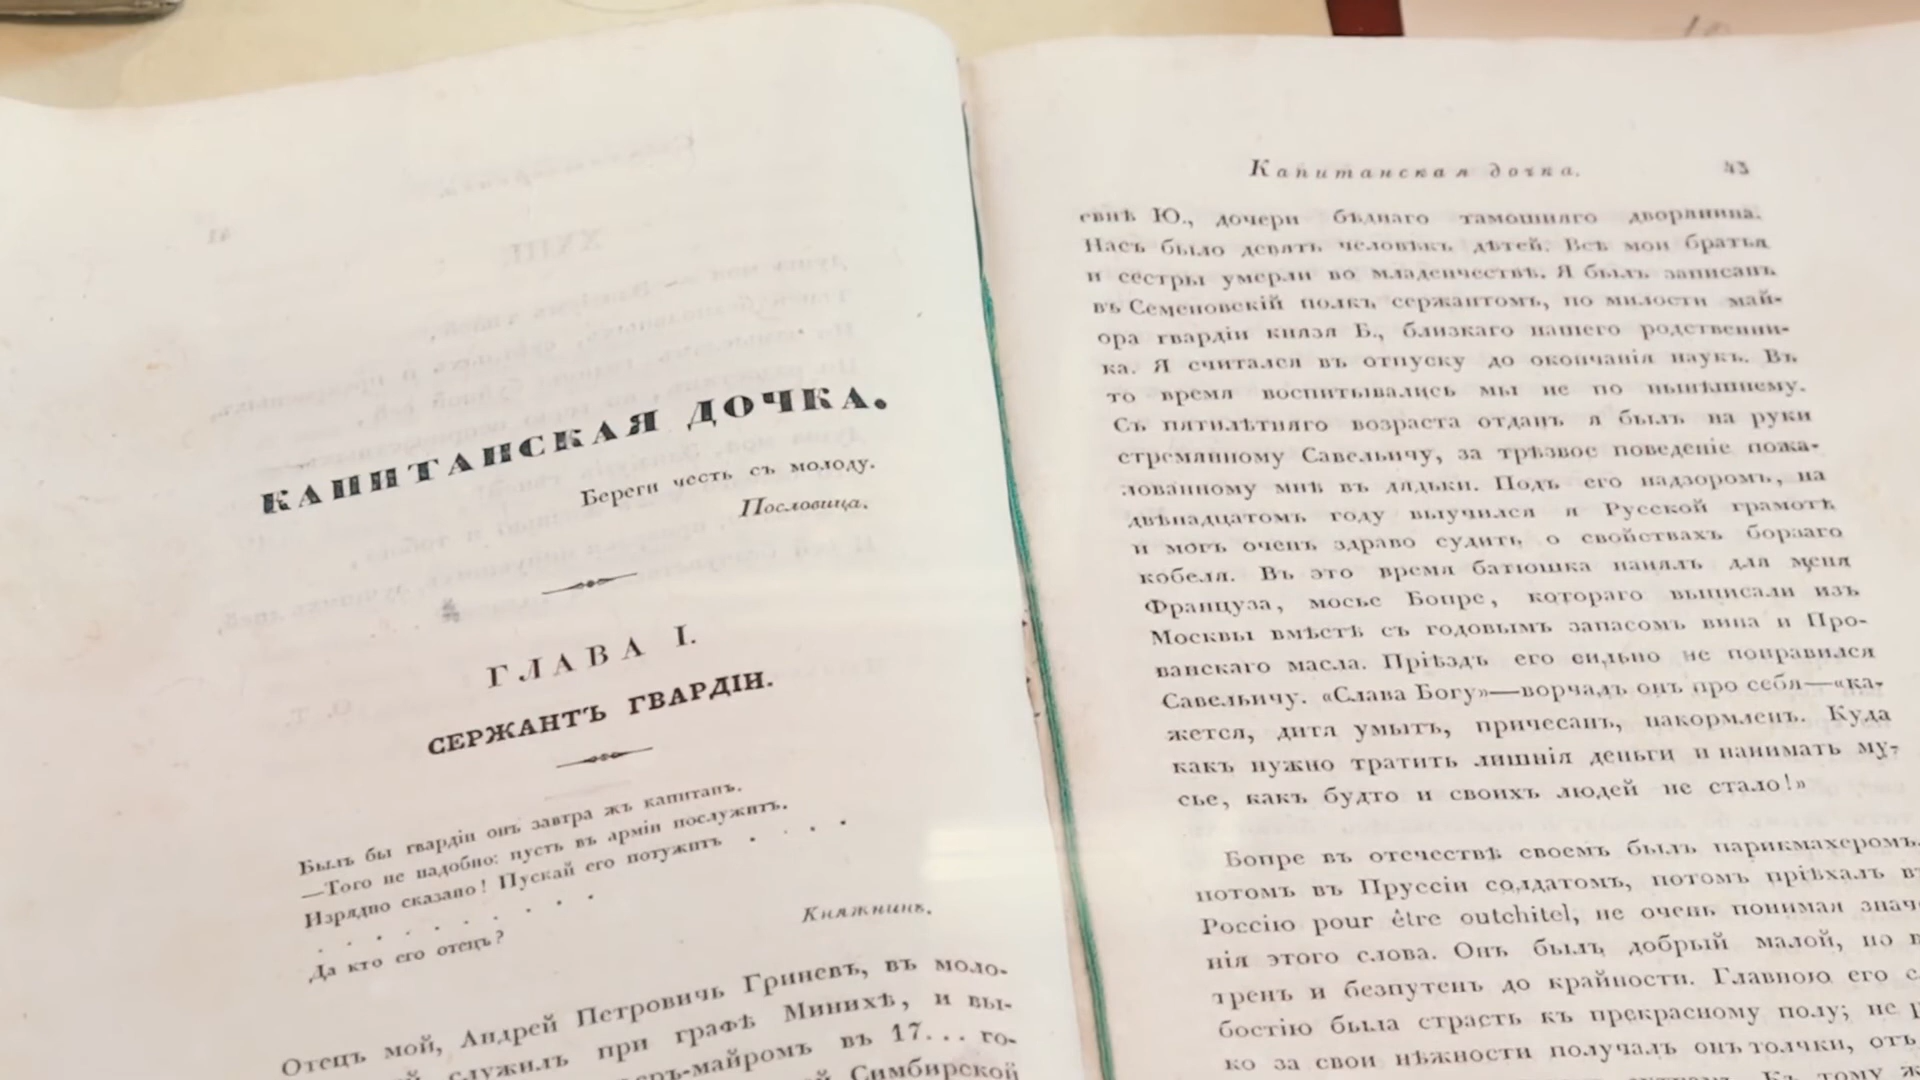 КАПИТАНСКАЯ ДОЧКА.
Береги честь съ молоду.
Пословица.
ГЛАВА I.
СЕРЖАНТЪ ГВАРДІИ.
Былъ бы гвардіи онъ завтра жъ капитанъ.
—Того не надобно: пусть въ арміи послужитъ.
Изрядно сказано! Пускай его потужитъ . . . .
. . . . . . . .
Да кто его отецъ?
Княжнинъ.
Отецъ мой, Андрей Петровичь Гриневъ, въ моло-
служилъ при графѣ Минихѣ, и вы-
въ 17... го-
Симбирской
Капитанская дочка. 43
евнѣ Ю., дочери бѣднаго тамошняго дворянина.
Насъ было девять человѣкъ дѣтей. Всѣ мои братья
и сестры умерли во младенчествѣ. Я былъ записанъ
въ Семеновскій полкъ сержантомъ, по милости май-
ора гвардіи князя Б., близкаго нашего родственни-
ка. Я считался въ отпуску до окончанія наукъ. Въ
то время воспитывались мы не по нынѣшнему.
Съ пятилѣтняго возраста отданъ я былъ на руки
стремянному Савельичу, за трѣзвое поведеніе пожа-
лованному мнѣ въ дядьки. Подъ его надзоромъ, на
двѣнадцатомъ году выучился я Русской грамотѣ
и могъ очень здраво судить о свойствахъ борзаго
кобеля. Въ это время батюшка нанялъ для меня
Француза, мосье Бопре, котораго выписали изъ
Москвы вмѣстѣ съ годовымъ запасомъ вина и Про-
ванскаго масла. Пріѣздъ его сильно не понравился
Савельичу. «Слава Богу»—ворчалъ онъ про себя—«ка-
жется, дитя умытъ, причесанъ, накормленъ. Куда
какъ нужно тратить лишнія деньги и нанимать му-
сье, какъ будто и своихъ людей не стало!»
Бопре въ отечествѣ своемъ былъ парикмахеромъ,
потомъ въ Пруссіи солдатомъ, потомъ пріѣхалъ въ
Россію pour être outchitel, не очень понимая значе-
нія этого слова. Онъ былъ добрый малой, но в
тренъ и безпутенъ до крайности. Главною его с
бостію была страсть къ прекрасному полу; не р
ко за свои нѣжности получалъ онъ толчки, отъ
Къ тому ж